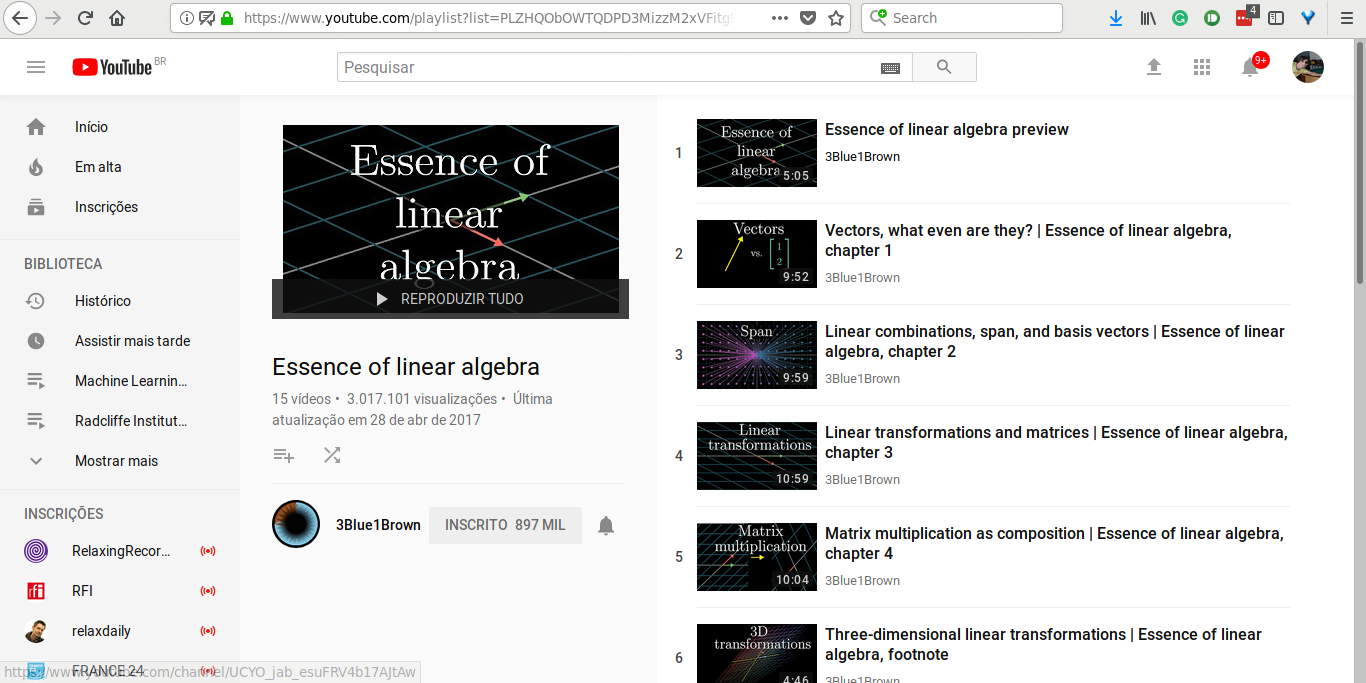 https://www.youtube.com/playlist?list=PLZHQObOWTQDPD3MizzM2xVFitgF
Search
4
YouTube BR
Pesquisar
9+
Início
Em alta
Inscrições
BIBLIOTECA
Histórico
Assistir mais tarde
Machine Learnin...
Radcliffe Institut...
Mostrar mais
INSCRIÇÕES
RelaxingRecor...
RFI
relaxdaily
FRANCE 24
https://www.youtube.com/channel/UCYO_jab_esuFRV4b17AJtAw
Essence of
linear
algebra
REPRODUZIR TUDO
Essence of linear algebra
15 vídeos • 3.017.101 visualizações • Última
atualização em 28 de abr de 2017
3Blue1Brown
INSCRITO 897 MIL
1
Essence of
linear
algebra
5:05
Essence of linear algebra preview
3Blue1Brown
2
Vectors
vs. [1 2]
9:52
Vectors, what even are they? | Essence of linear algebra,
chapter 1
3Blue1Brown
3
Span
9:59
Linear combinations, span, and basis vectors | Essence of linear
algebra, chapter 2
3Blue1Brown
4
Linear
transformations
10:59
Linear transformations and matrices | Essence of linear algebra,
chapter 3
3Blue1Brown
5
Matrix
multiplication
10:04
Matrix multiplication as composition | Essence of linear algebra,
chapter 4
3Blue1Brown
6
3D
transformations
4:46
Three-dimensional linear transformations | Essence of linear
algebra, footnote
3Blue1Brown